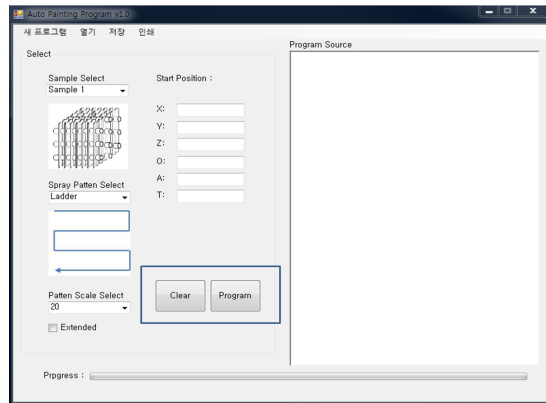 Auto Painting Program v1.0
새 프로그램 열기 저장 인쇄
Select
Program Source
Sample Select
Sample 1
Start Position :
X:
Y:
Z:
O:
A:
T:
Spray Patten Select
Ladder
Patten Scale Select
20
Extended
Clear Program
Prpgress :